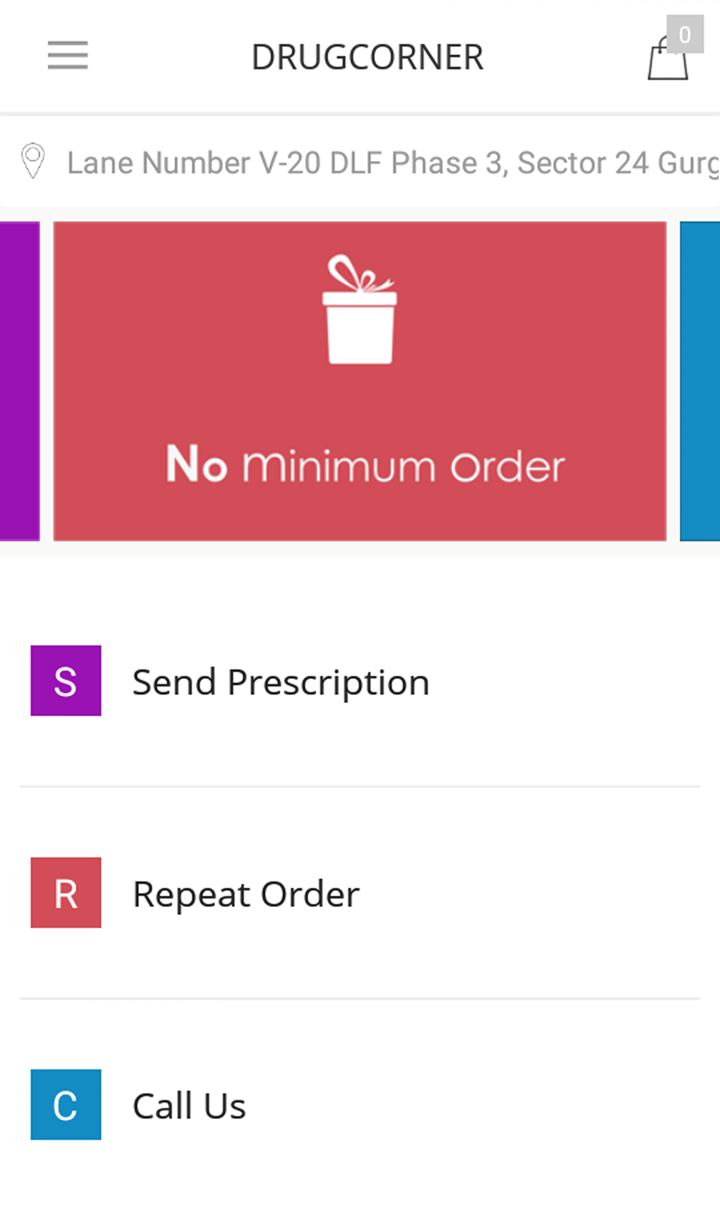 DRUGCORNER
0
Lane Number V-20 DLF Phase 3, Sector 24 Gurg
No minimum order
S Send Prescription
R Repeat Order
C Call Us